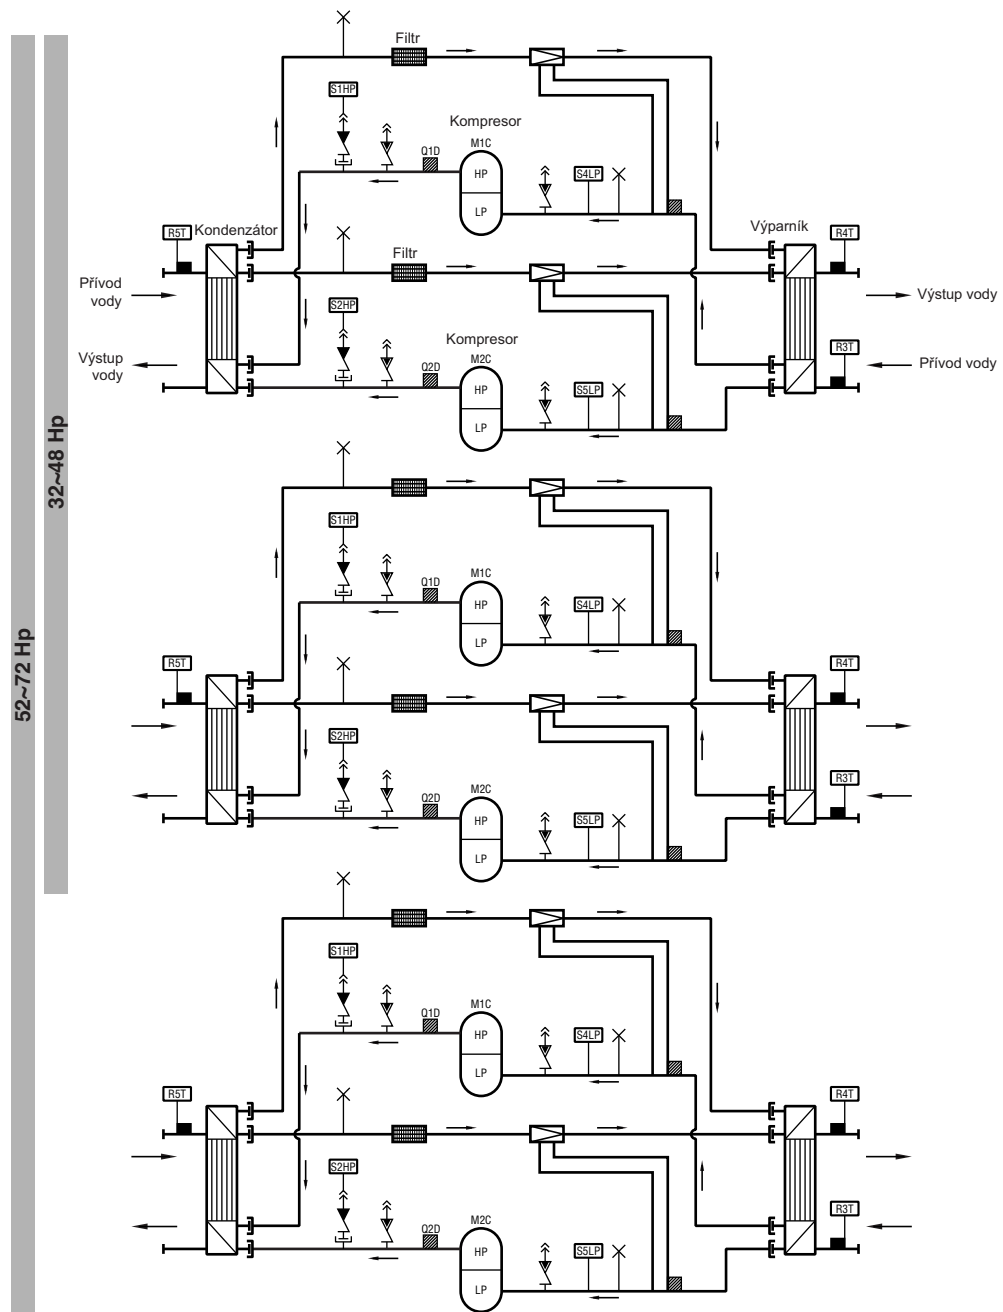 52~72 Hp
32~48 Hp
Filtr
S1HP
Kompresor
Q1D
M1C
HP
S4LP
LP
R5T
Kondenzátor
Výparník
R4T
Filtr
Přívod
vody
Výstup vody
S2HP
Kompresor
Výstup
vody
Q2D
M2C
R3T
Přívod vody
HP
S5LP
LP
S1HP
Q1D
M1C
HP
S4LP
LP
R5T
R4T
S2HP
Q2D
M2C
R3T
HP
S5LP
LP
S1HP
Q1D
M1C
HP
S4LP
LP
R5T
R4T
S2HP
Q2D
M2C
R3T
HP
S5LP
LP